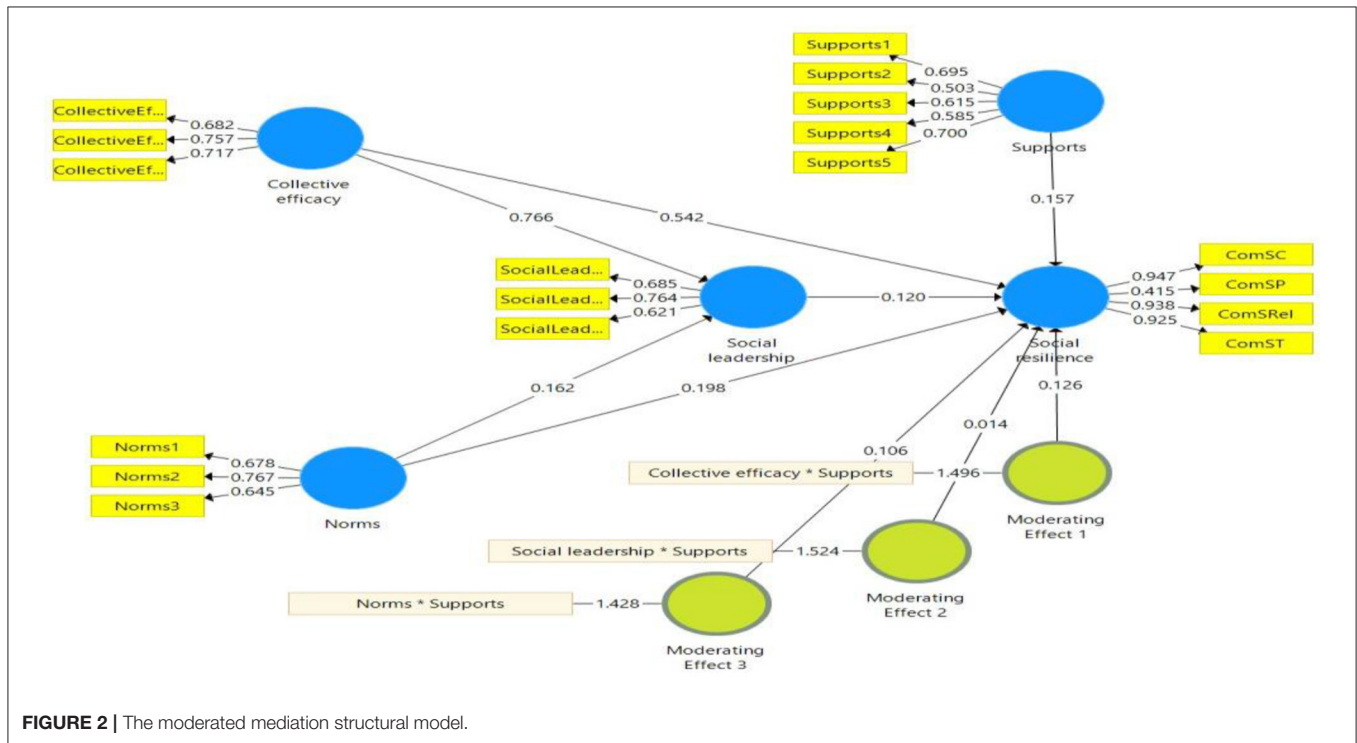 Supports1
Supports2
Supports3
Supports4
Supports5
0.695
0.503
0.615
0.585
0.700
Supports
CollectiveEf...
CollectiveEf...
CollectiveEf...
0.682
0.757
0.717
Collective
efficacy
0.766
0.542
0.157
SocialLead...
SocialLead...
SocialLead...
0.685
0.764
0.621
Social
leadership
0.120
Social
resilience
0.947
0.415
0.938
0.925
ComSC
ComSP
ComSRel
ComST
0.162
0.198
Norms1
Norms2
Norms3
0.678
0.767
0.645
Norms
0.106
0.014
0.126
Collective efficacy * Supports
1.496
Moderating
Effect 1
Social leadership * Supports
1.524
Moderating
Effect 2
Norms * Supports
1.428
Moderating
Effect 3
FIGURE 2 | The moderated mediation structural model.